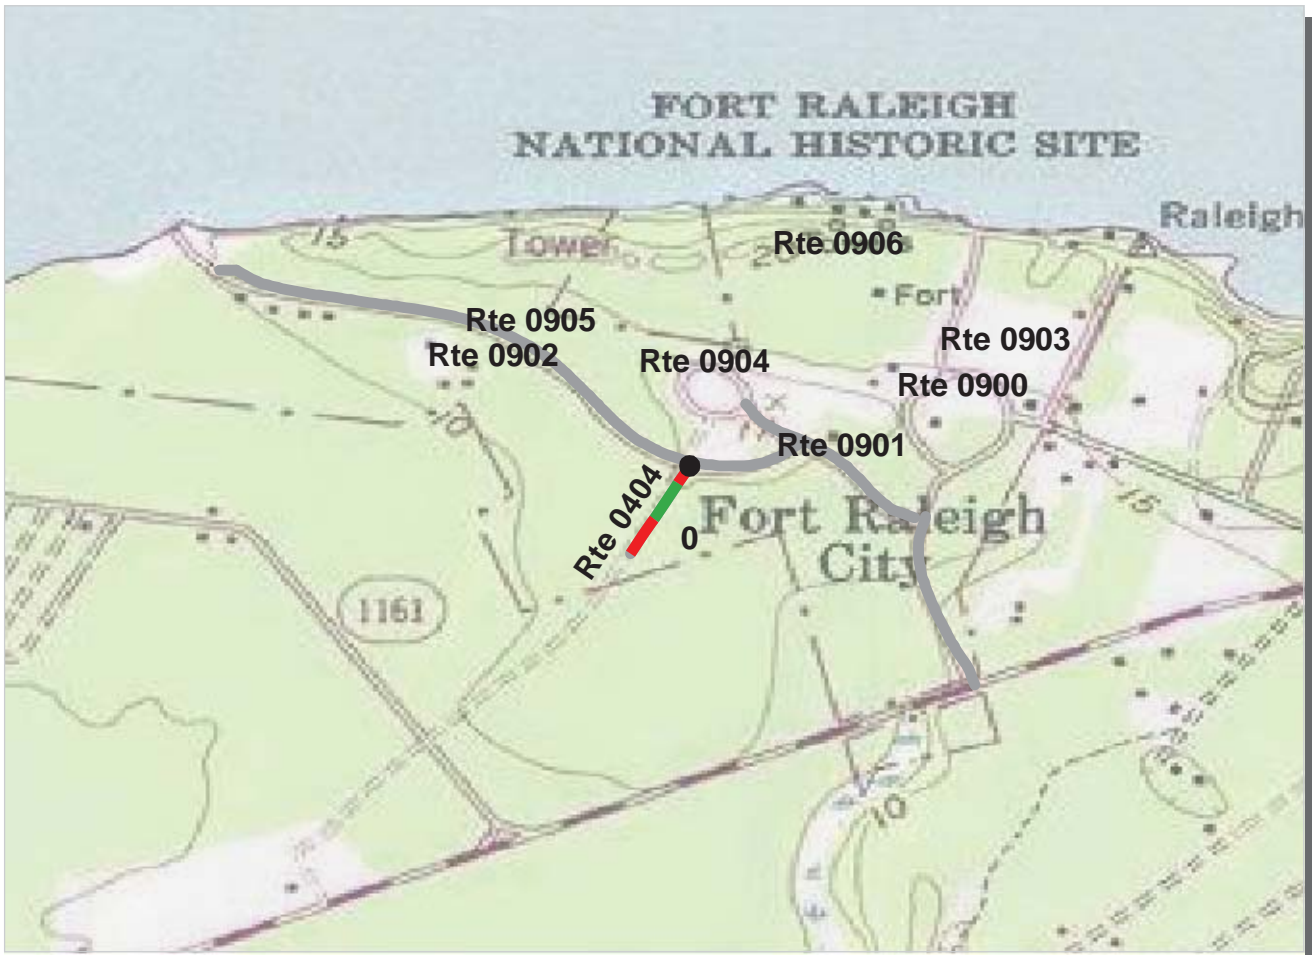 FORT RALEIGH
NATIONAL HISTORIC SITE
Raleigh
15
Tower
20
Rte 0906
Fort
Rte 0905
Rte 0903
Rte 0902
Rte 0904
Rte 0900
10
X
Rte 0901
Rte 0404
15
Fort Raleigh
City
0
1161
10